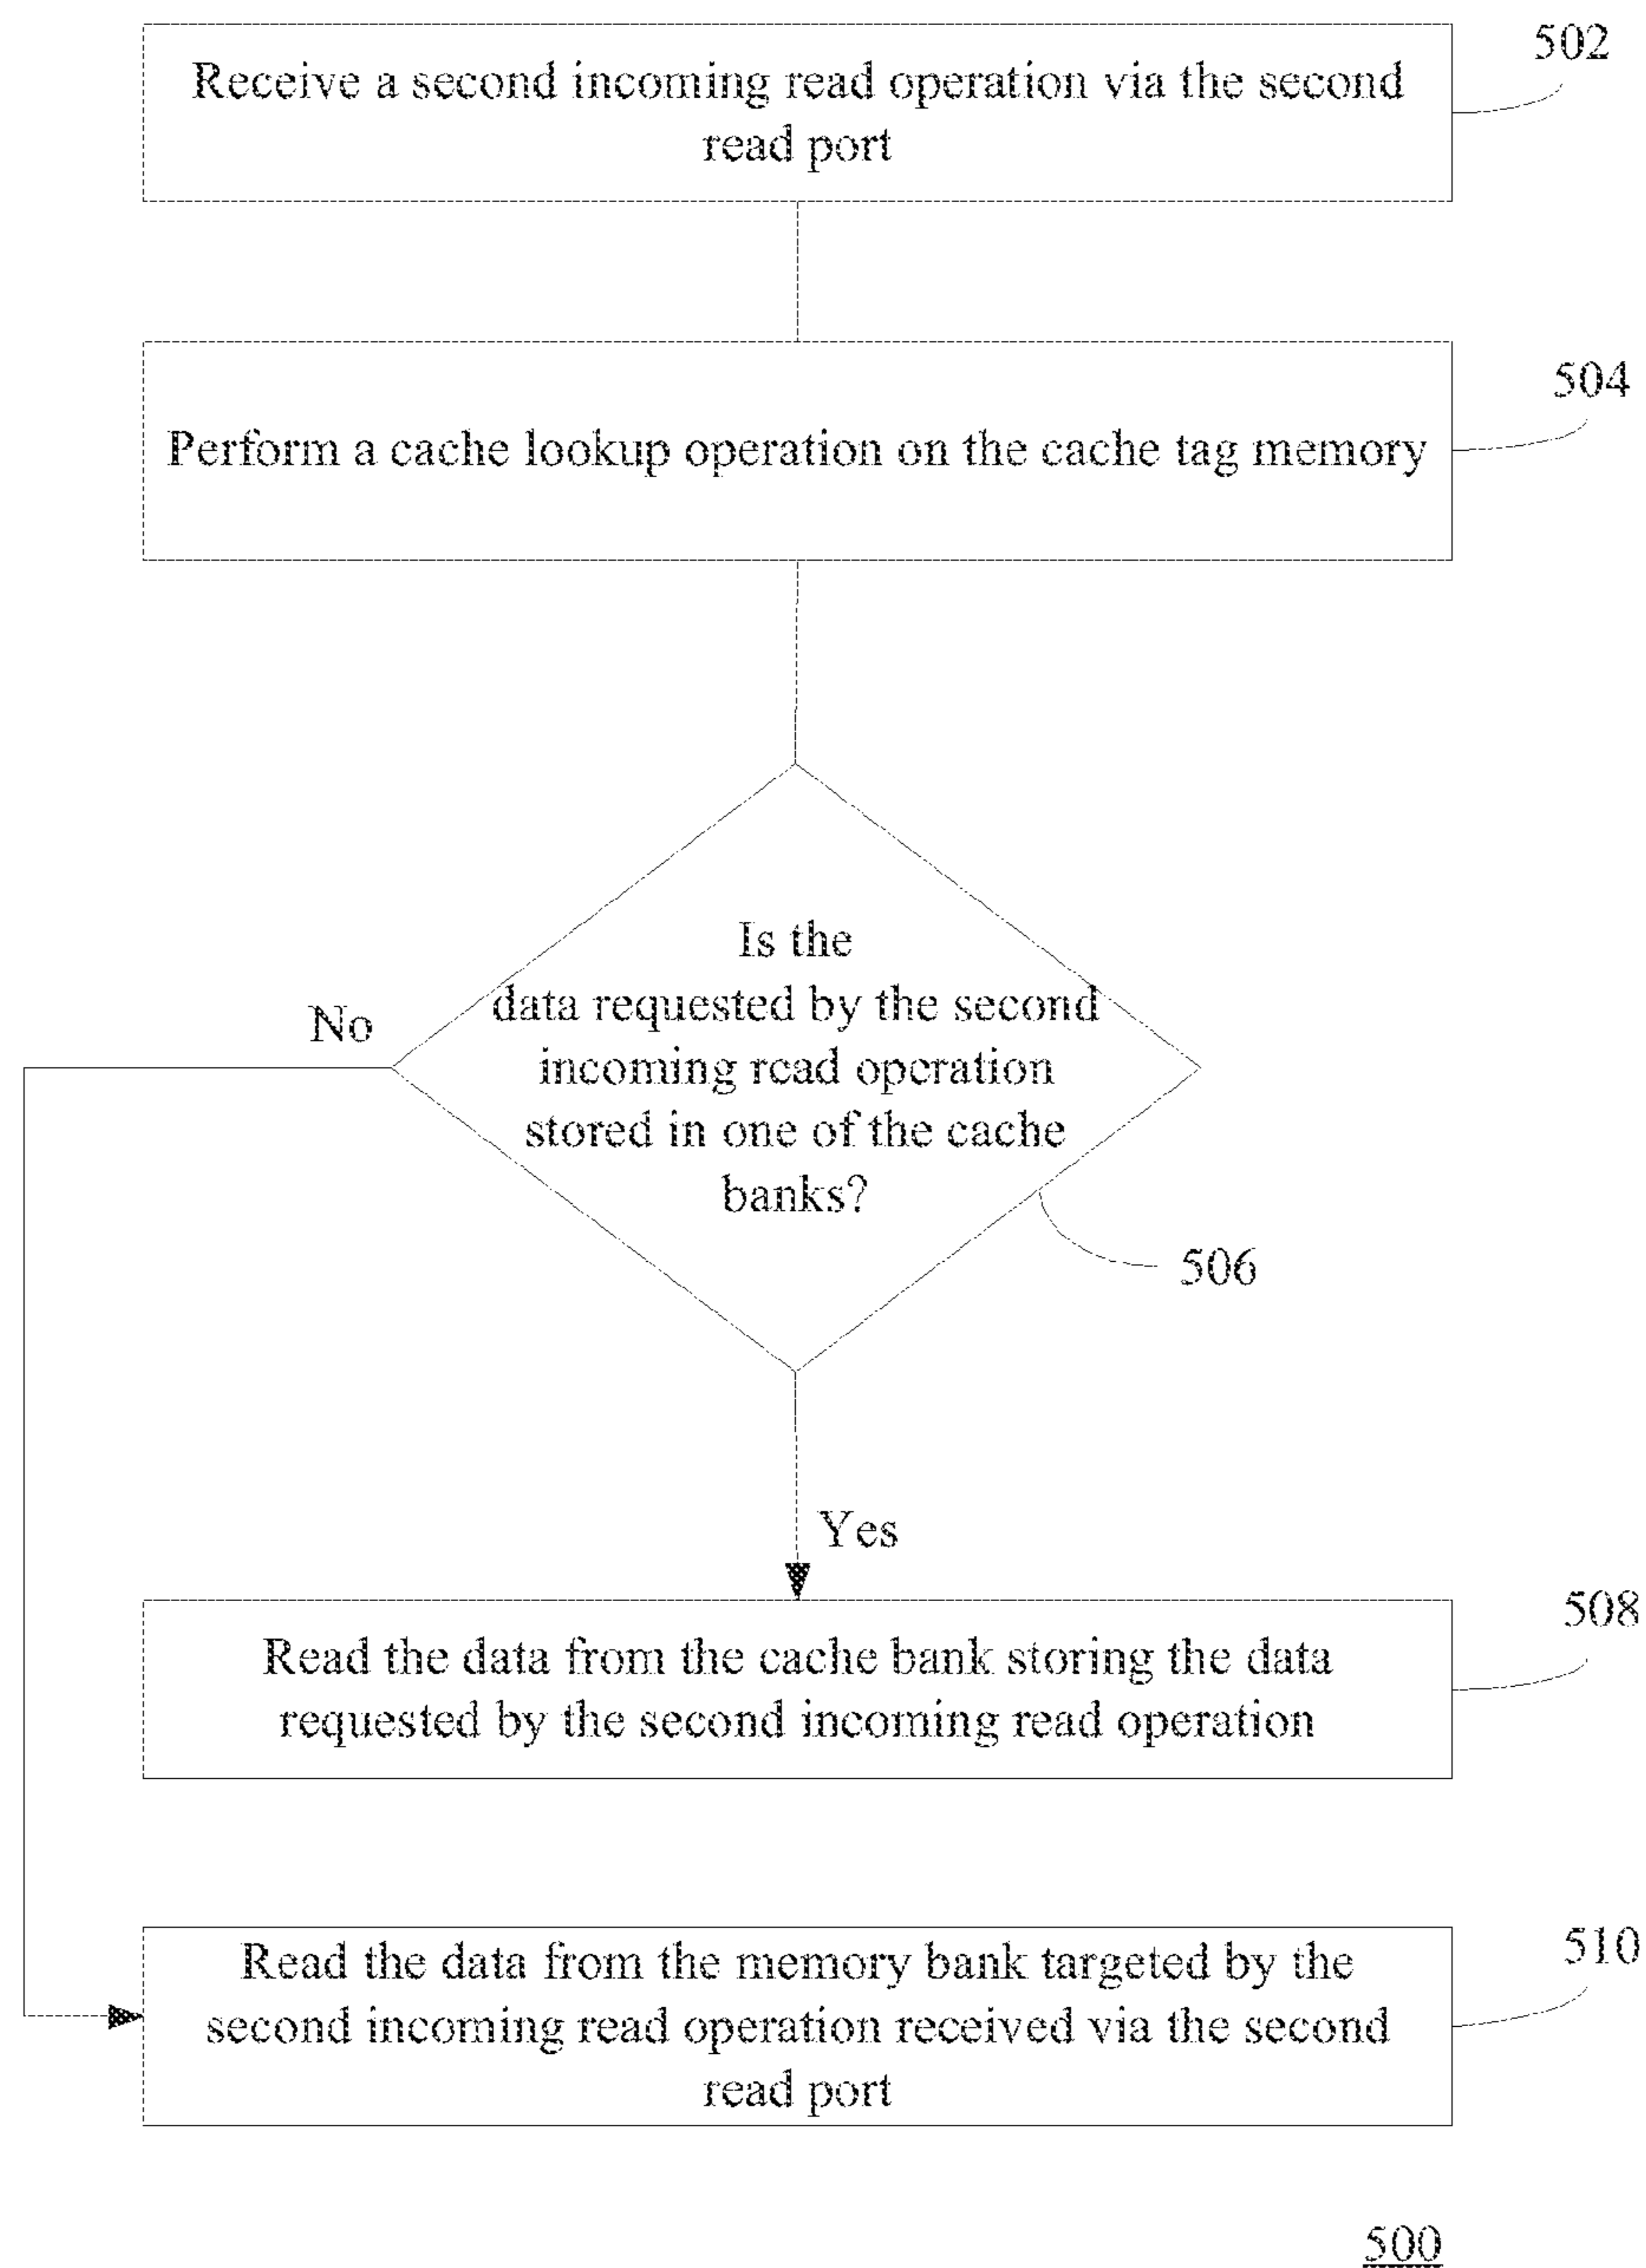 502
Receive a second incoming read operation via the second
read port
504
Perform a cache lookup operation on the cache tag memory
Is the
data requested by the second
No
incoming read operation
stored in one of the cache
banks?
506
Yes
508
Read the data from the cache bank storing the data
requested by the second incoming read operation
510
Read the data from the memory bank targeted by the
second incoming read operation received via the second
read port
500